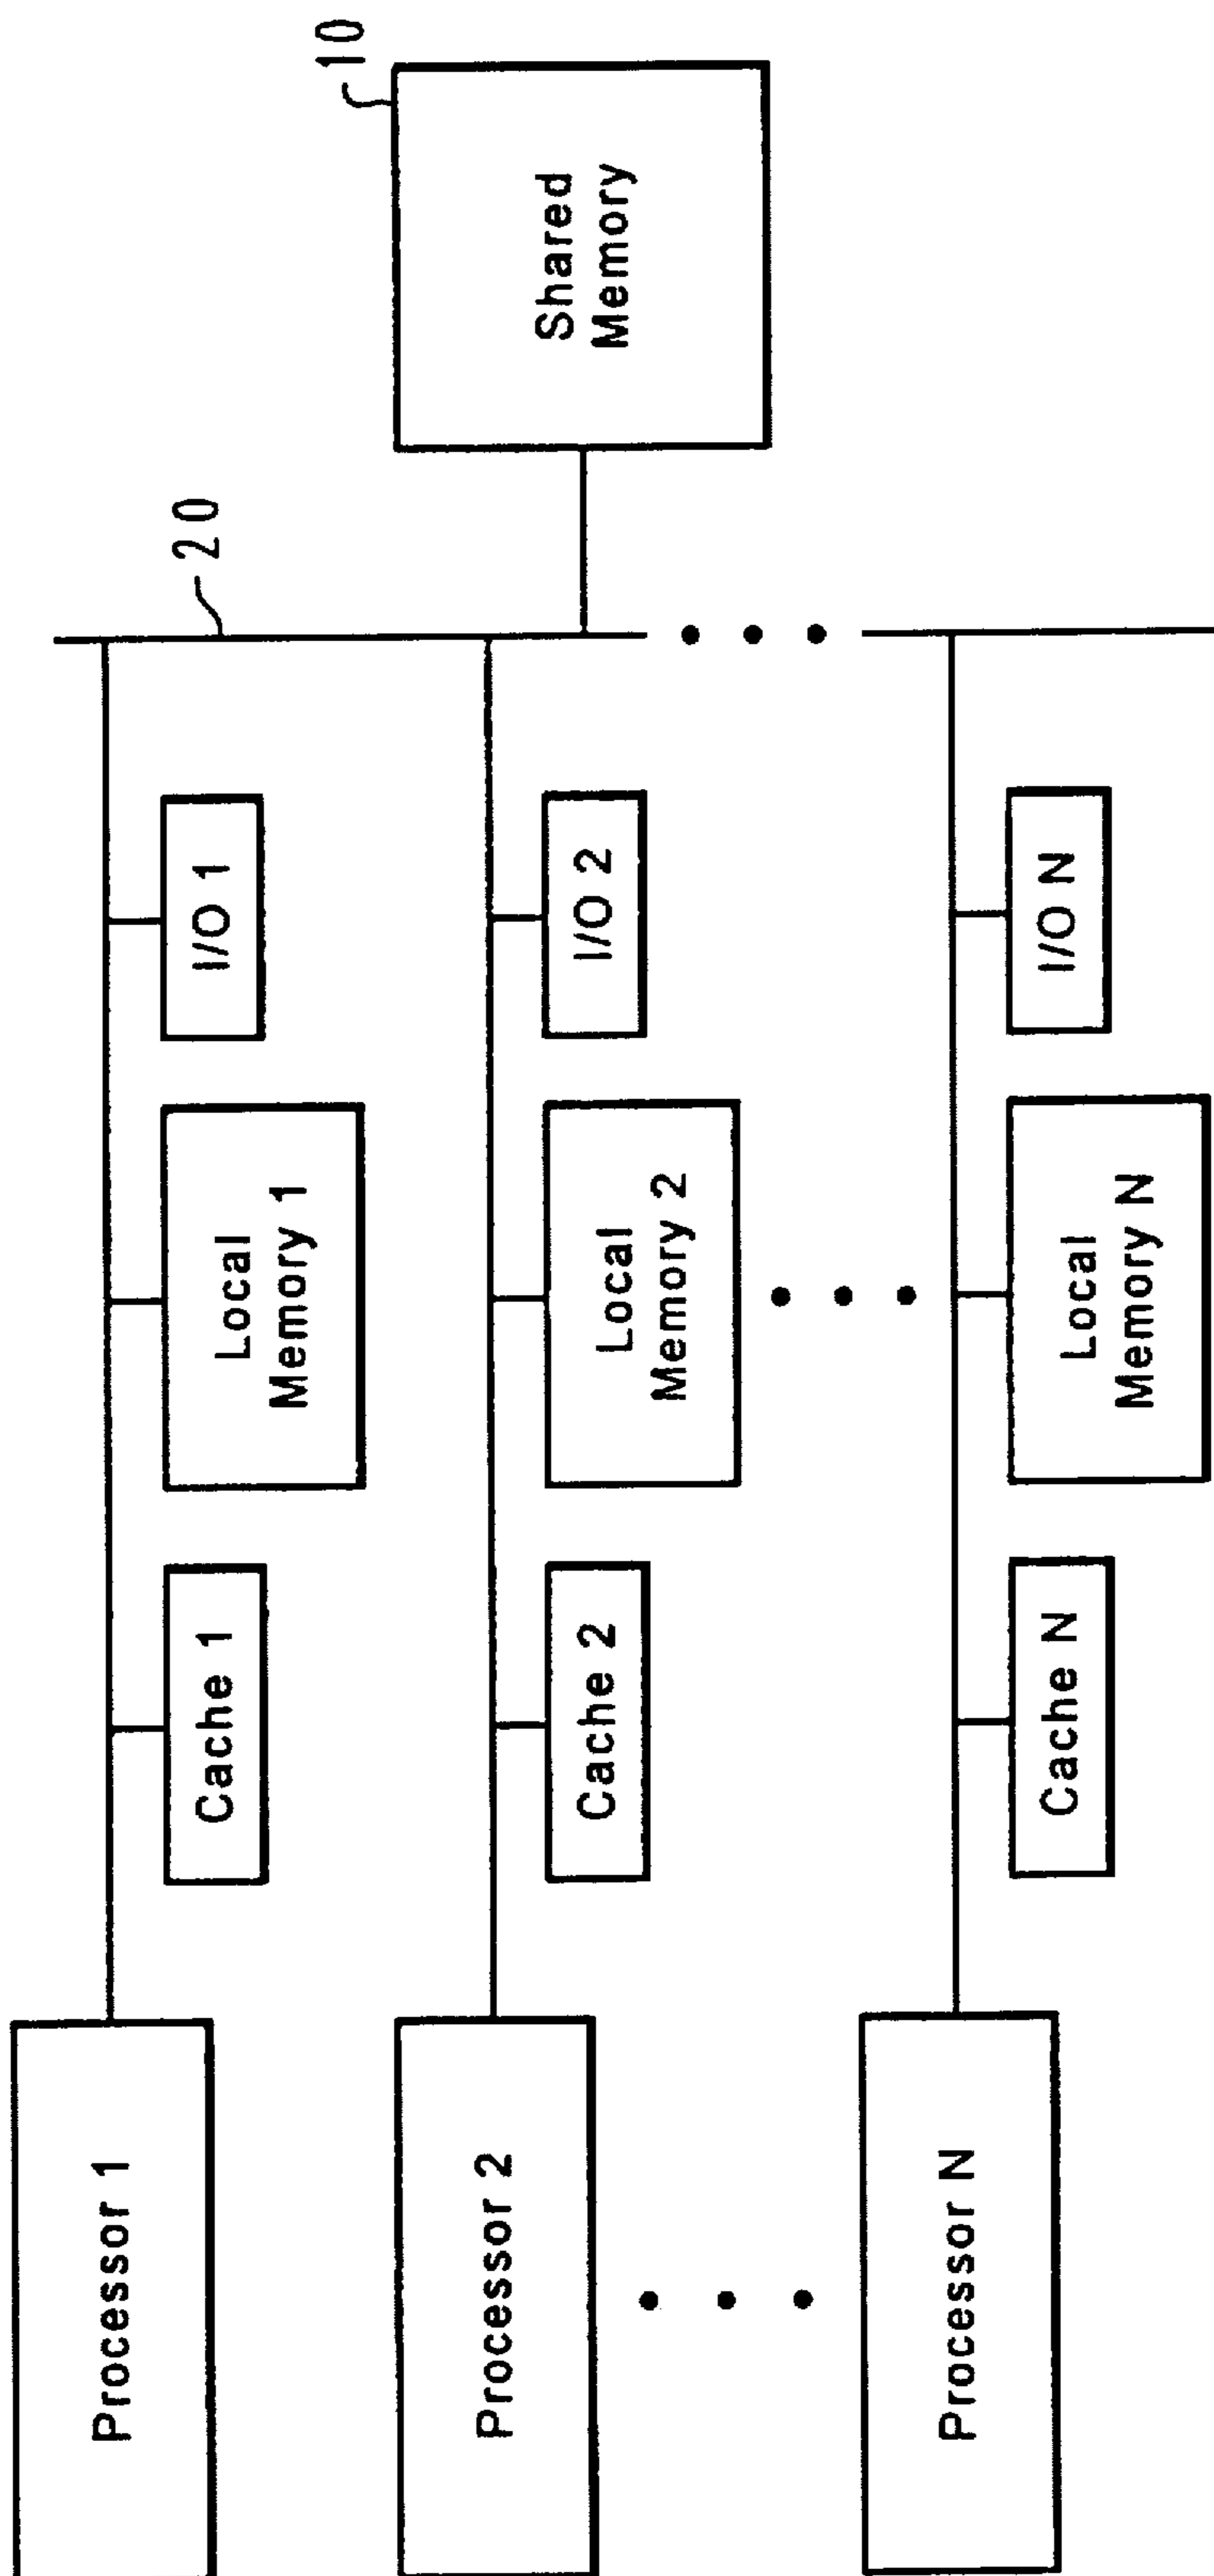 Processor 1
Cache 1
Local
Memory 1
I/O 1
20
10
Shared
Memory
Processor 2
Cache 2
Local
Memory 2
I/O 2
Processor N
Cache N
Local
Memory N
I/O N